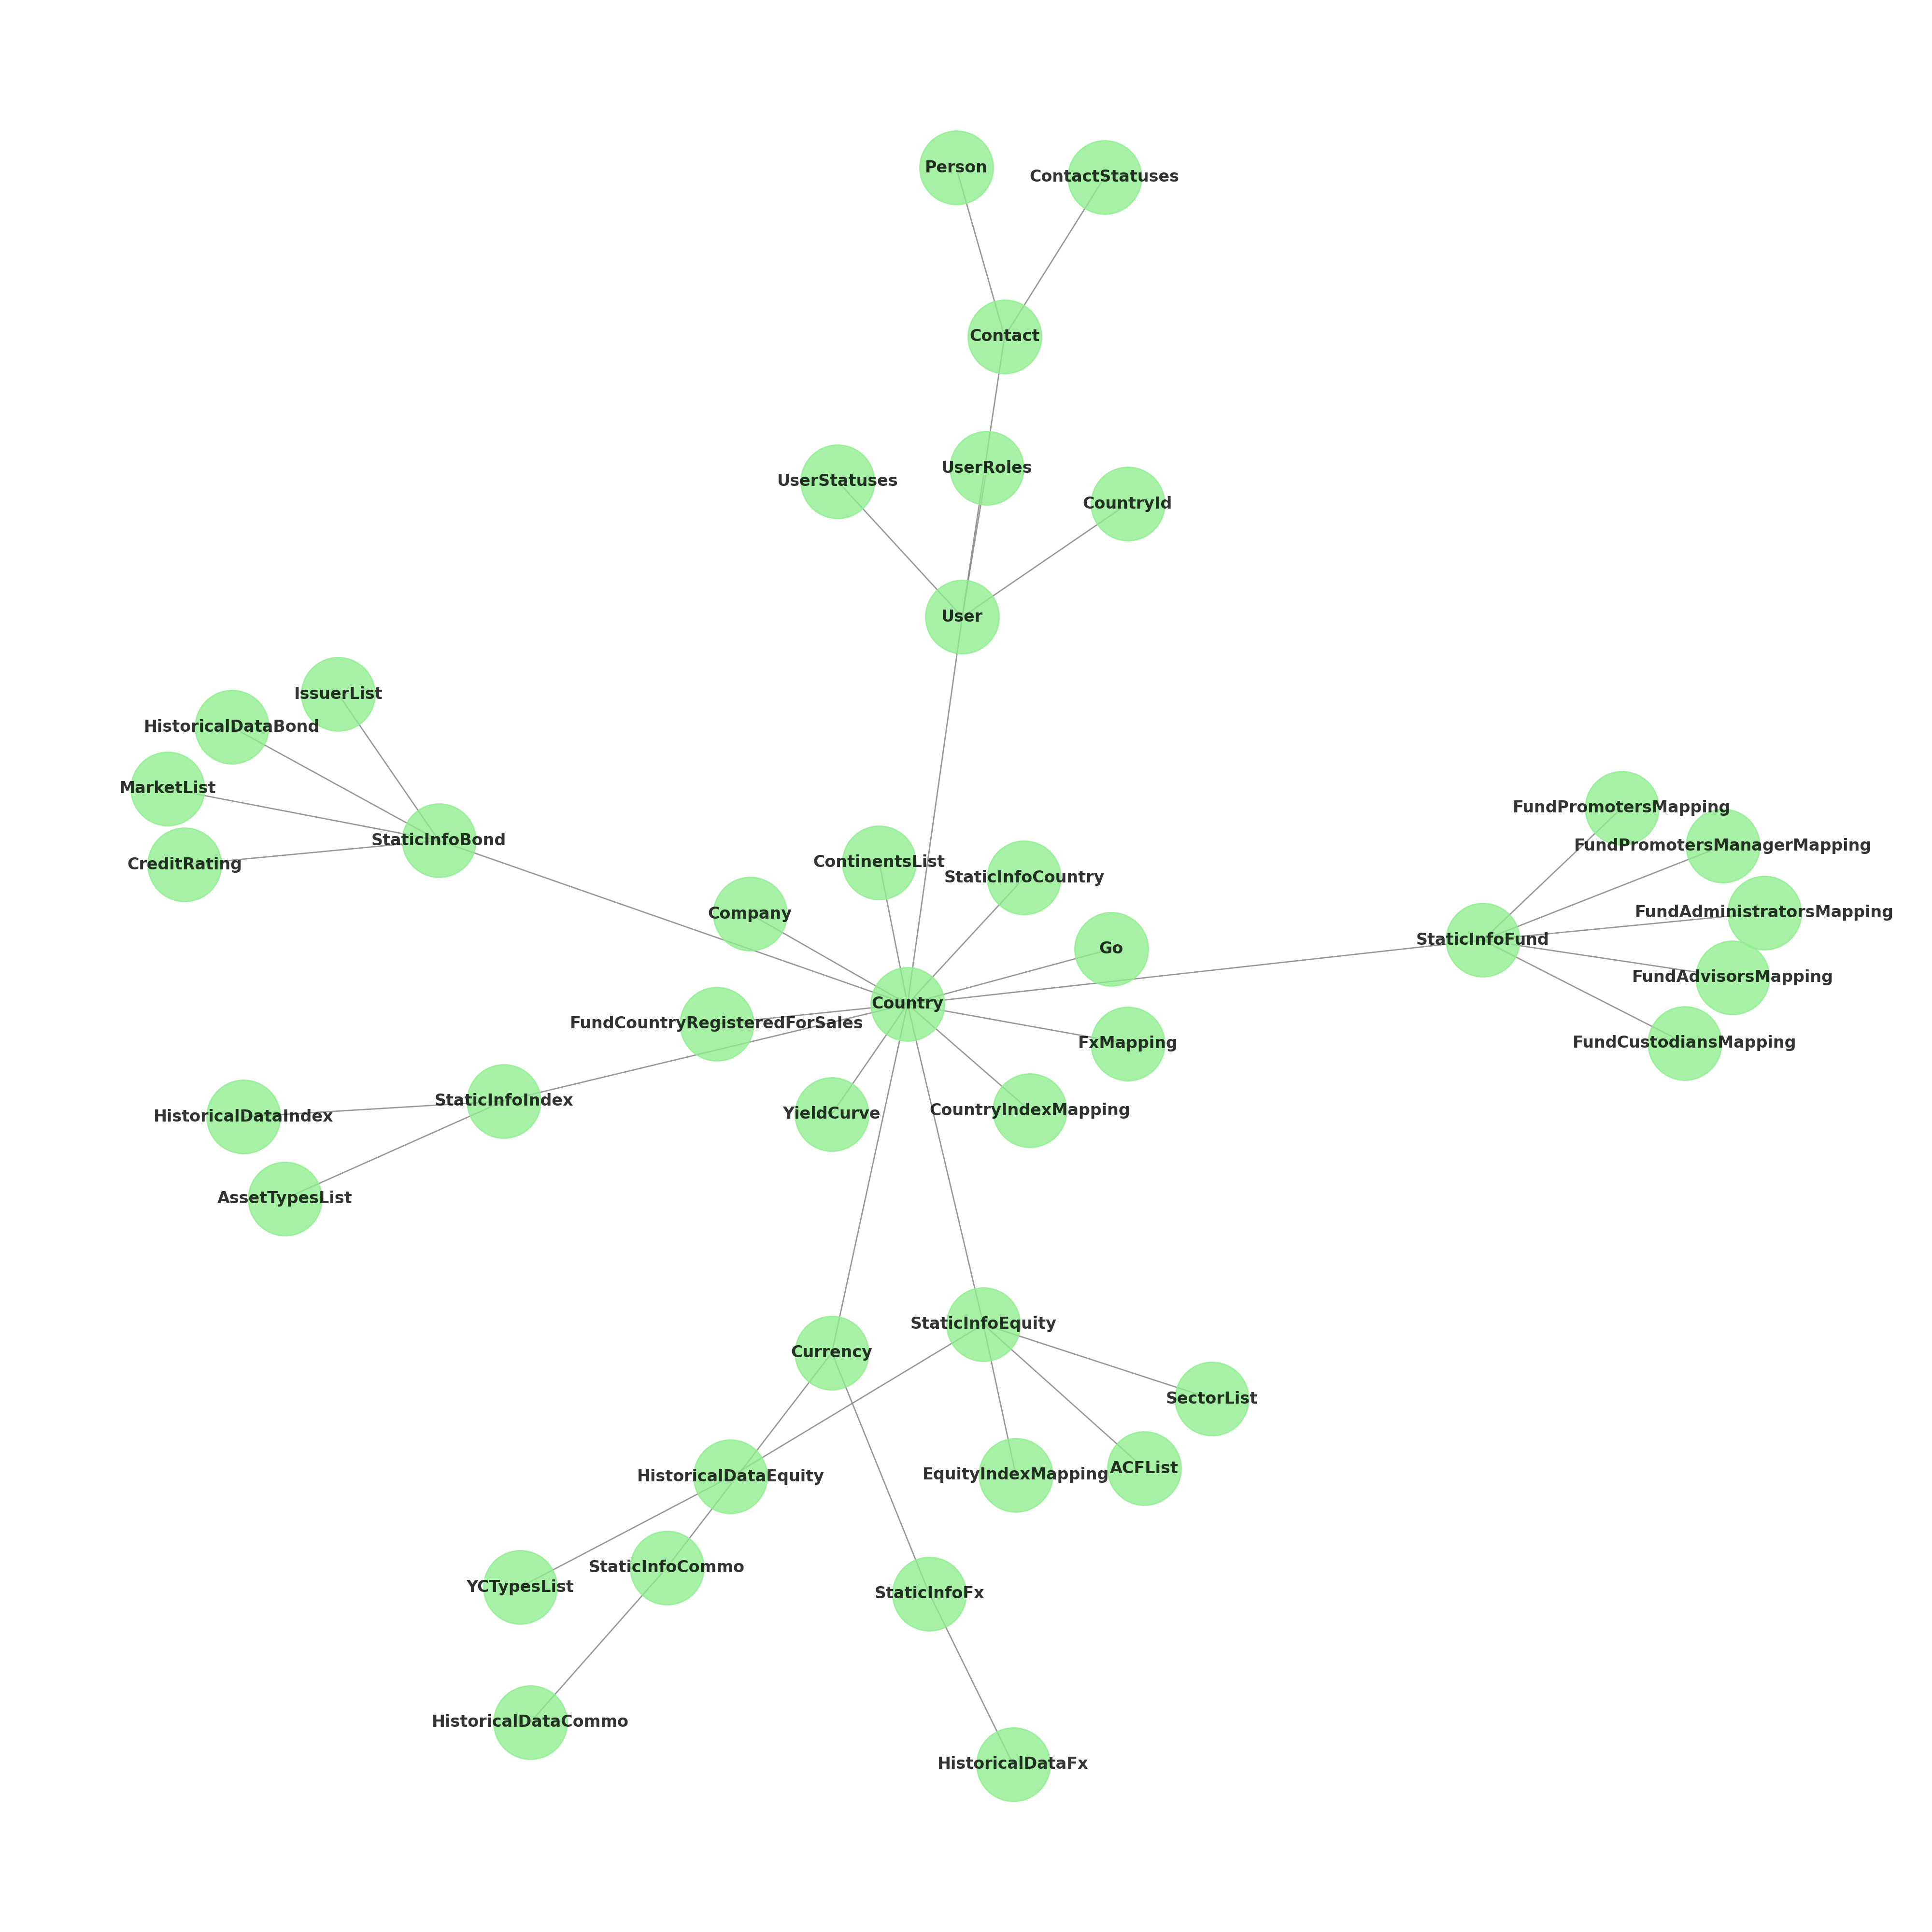 Person
ContactStatuses
Contact
UserRoles
UserStatuses
CountryId
User
IssuerList
HistoricalDataBond
MarketList
StaticInfoBond
CreditRating
FundPromotersMapping
FundPromotersManagerMapping
ContinentsList
StaticInfoCountry
Company
FundAdministratorsMapping
StaticInfoFund
Go
FundAdvisorsMapping
Country
FundCountryRegisteredForSales
FxMapping
FundCustodiansMapping
StaticInfoIndex
HistoricalDataIndex
YieldCurve
CountryIndexMapping
AssetTypesList
StaticInfoEquity
Currency
SectorList
HistoricalDataEquity
EquityIndexMapping
ACFList
StaticInfoCommo
YCTypesList
StaticInfoFx
HistoricalDataCommo
HistoricalDataFx